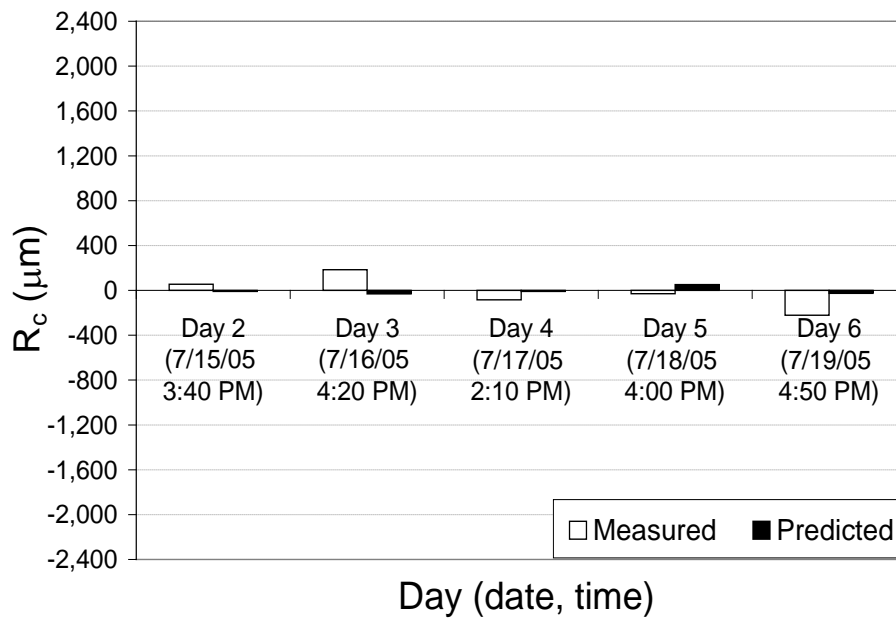 2,400
2,000
1,600
1,200
800
400
0
-400
-800
-1,200
-1,600
-2,000
-2,400
Rc (μm)
Day 2
(7/15/05
3:40 PM)
Day 3
(7/16/05
4:20 PM)
Day 4
(7/17/05
2:10 PM)
Day 5
(7/18/05
4:00 PM)
Day 6
(7/19/05
4:50 PM)
Measured Predicted
Day (date, time)